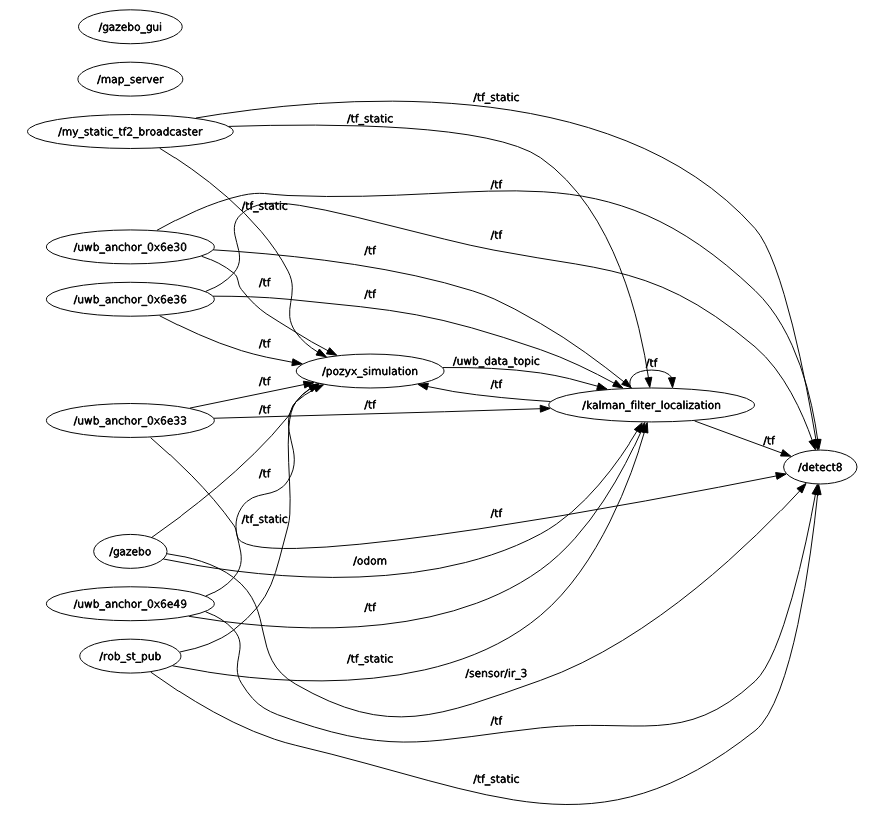 /gazebo_gui
/map_server
/tf_static
/tf_static
/my_static_tf2_broadcaster
/tf
/tf_static
/tf
/uwb_anchor_0x6e30
/tf
/tf
/tf
/uwb_anchor_0x6e36
/tf
/uwb_data_topic
/tf
/pozyx_simulation
/tf
/tf
/tf
/kalman_filter_localization
/tf
/uwb_anchor_0x6e33
/tf
/detect8
/tf
/tf
/tf_static
/gazebo
/odom
/uwb_anchor_0x6e49
/tf
/rob_st_pub
/tf_static
/sensor/ir_3
/tf
/tf_static